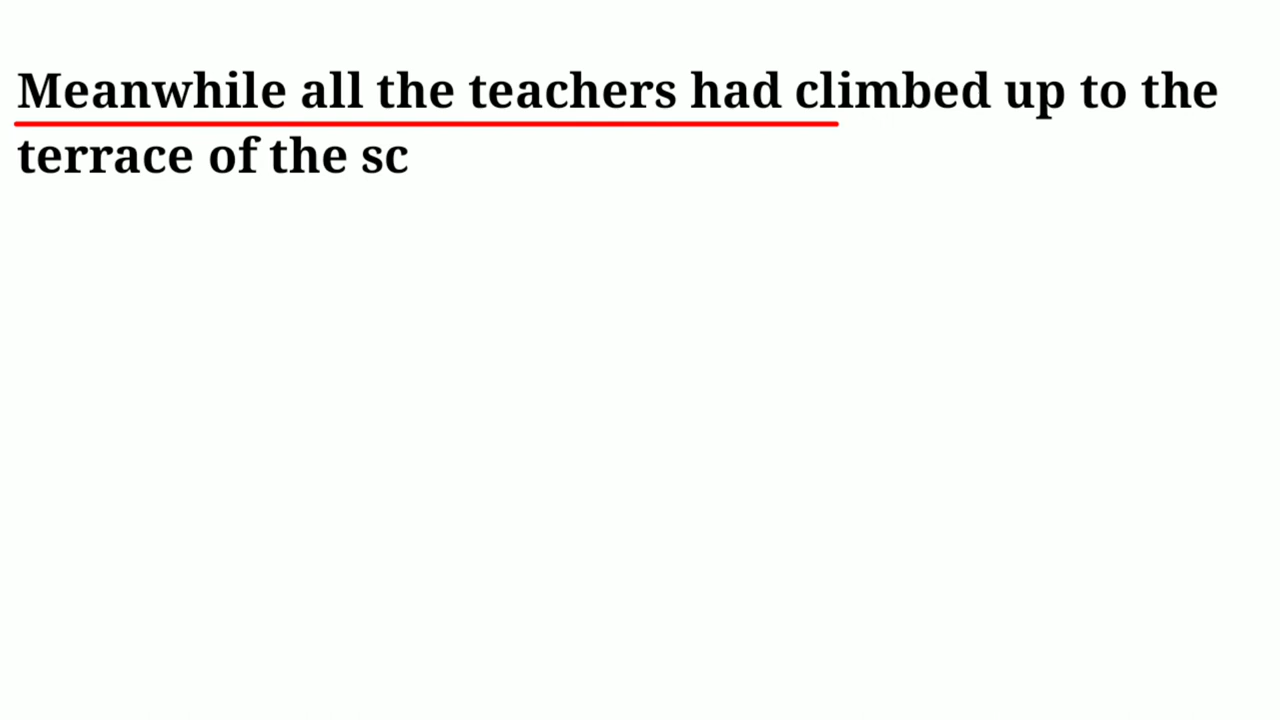 Meanwhile all the teachers had climbed up to the
terrace of the sc